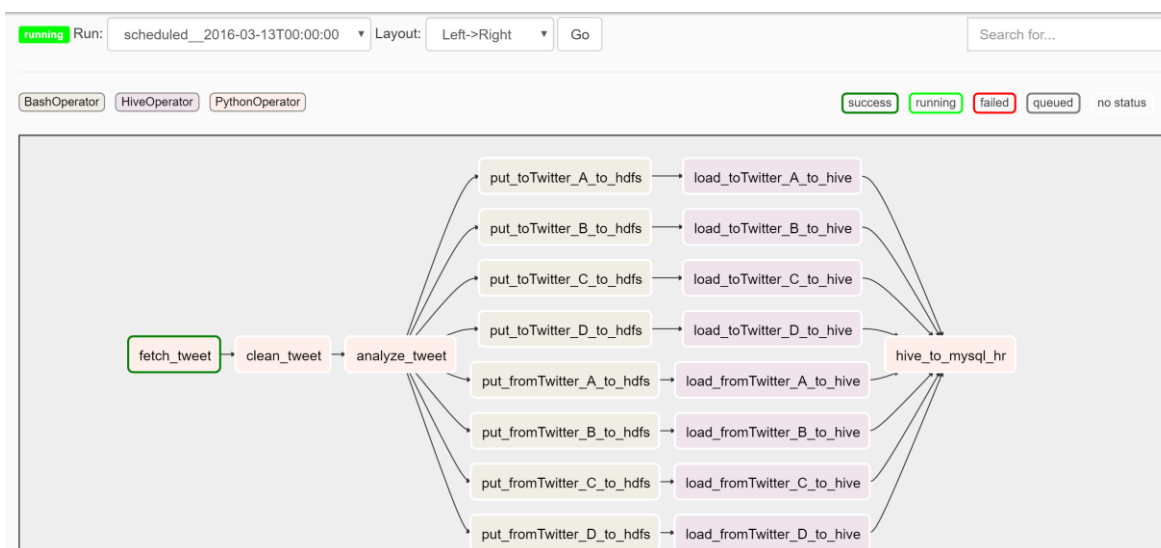 running Run: scheduled__2016-03-13T00:00:00 Layout: Left->Right Go Search for...
BashOperator HiveOperator PythonOperator success running failed queued no status
put_toTwitter_A_to_hdfs load_toTwitter_A_to_hive
put_toTwitter_B_to_hdfs load_toTwitter_B_to_hive
put_toTwitter_C_to_hdfs load_toTwitter_C_to_hive
put_toTwitter_D_to_hdfs load_toTwitter_D_to_hive
fetch_tweet clean_tweet analyze_tweet hive_to_mysql_hr
put_fromTwitter_A_to_hdfs load_fromTwitter_A_to_hive
put_fromTwitter_B_to_hdfs load_fromTwitter_B_to_hive
put_fromTwitter_C_to_hdfs load_fromTwitter_C_to_hive
put_fromTwitter_D_to_hdfs load_fromTwitter_D_to_hive